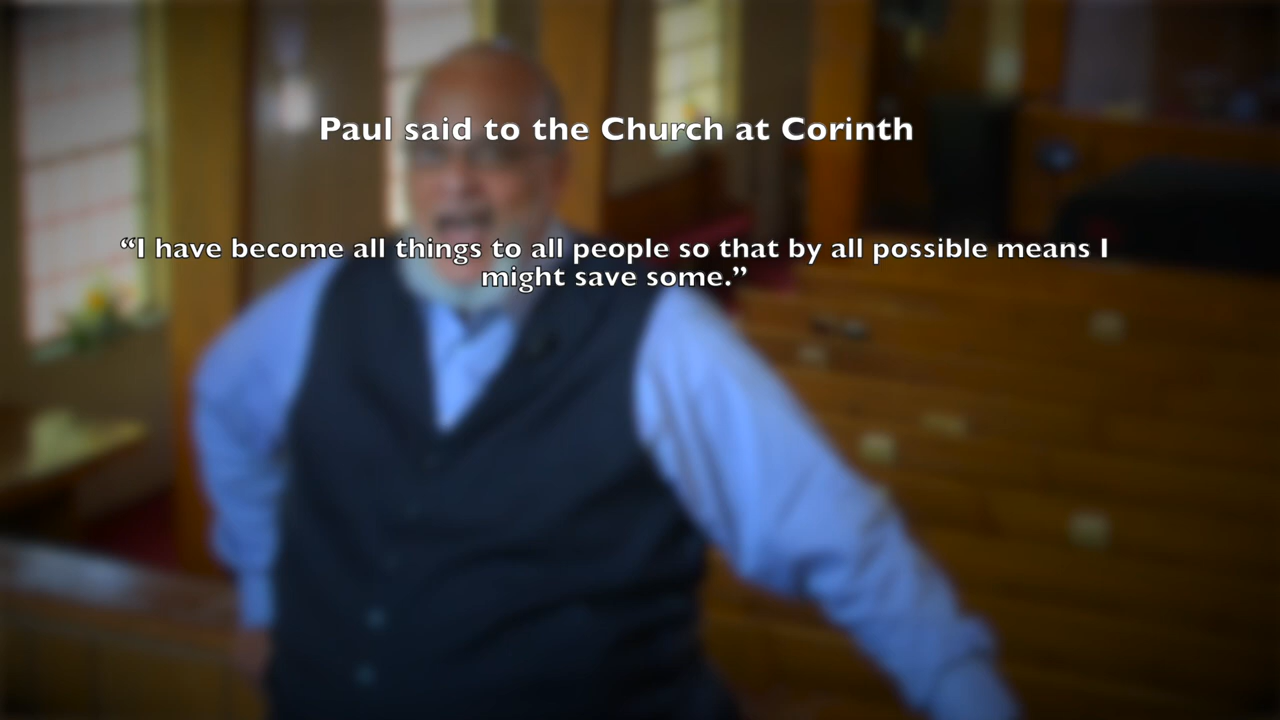 Paul said to the Church at Corinth
“I have become all things to all people so that by all possible means I
might save some.”